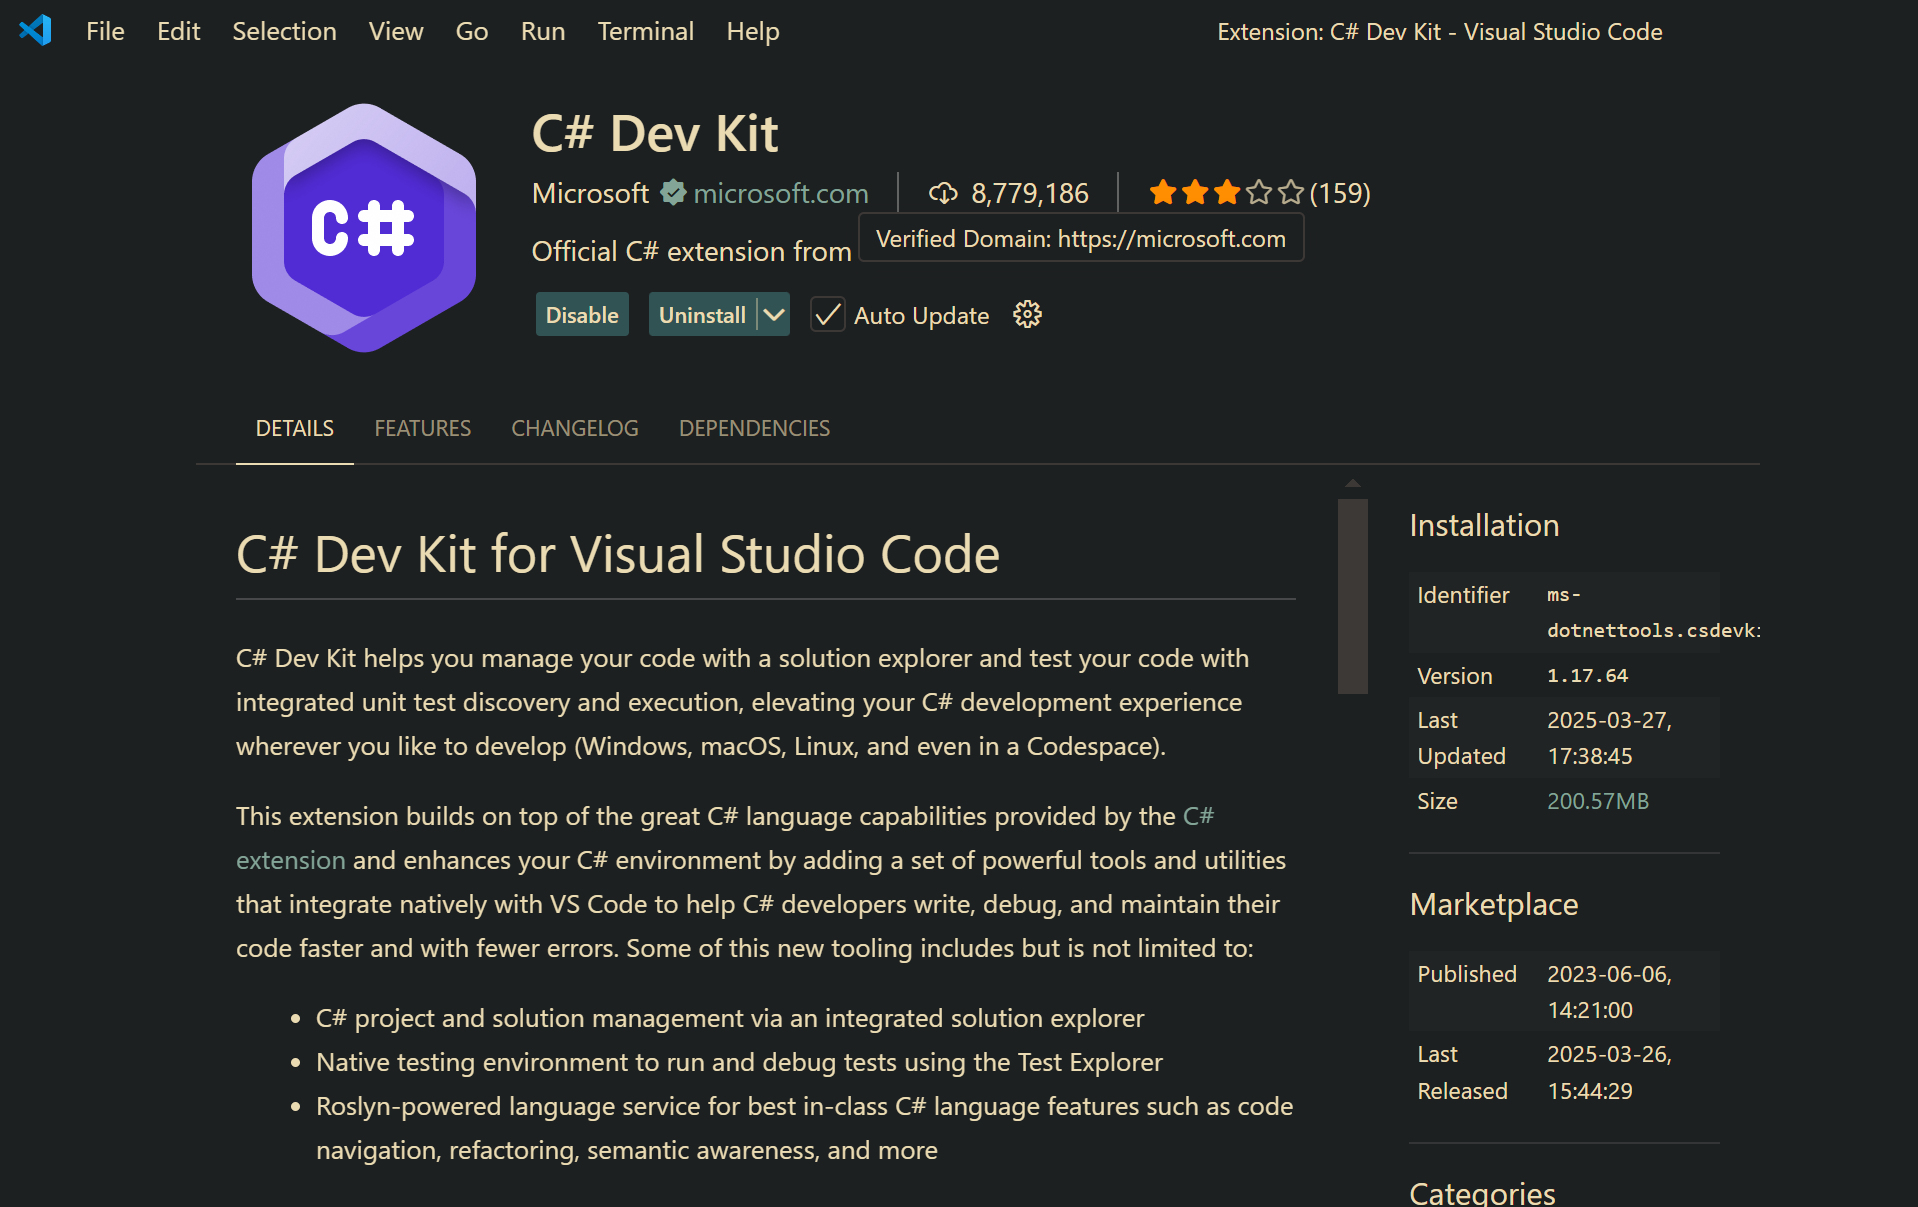 File Edit Selection View Go Run Terminal Help
Extension: C# Dev Kit - Visual Studio Code
C#
C# Dev Kit
Microsoft microsoft.com 8,779,186 (159)
Official C# extension from
Verified Domain: https://microsoft.com
Disable Uninstall Auto Update
DETAILS FEATURES CHANGELOG DEPENDENCIES
C# Dev Kit for Visual Studio Code
C# Dev Kit helps you manage your code with a solution explorer and test your code with
integrated unit test discovery and execution, elevating your C# development experience
wherever you like to develop (Windows, macOS, Linux, and even in a Codespace).
This extension builds on top of the great C# language capabilities provided by the C#
extension and enhances your C# environment by adding a set of powerful tools and utilities
that integrate natively with VS Code to help C# developers write, debug, and maintain their
code faster and with fewer errors. Some of this new tooling includes but is not limited to:
• C# project and solution management via an integrated solution explorer
• Native testing environment to run and debug tests using the Test Explorer
• Roslyn-powered language service for best in-class C# language features such as code
navigation, refactoring, semantic awareness, and more
Installation
Identifier ms-
dotnettools.csdevki
Version 1.17.64
Last 2025-03-27,
Updated 17:38:45
Size 200.57MB
Marketplace
Published 2023-06-06,
14:21:00
Last 2025-03-26,
Released 15:44:29
Categories